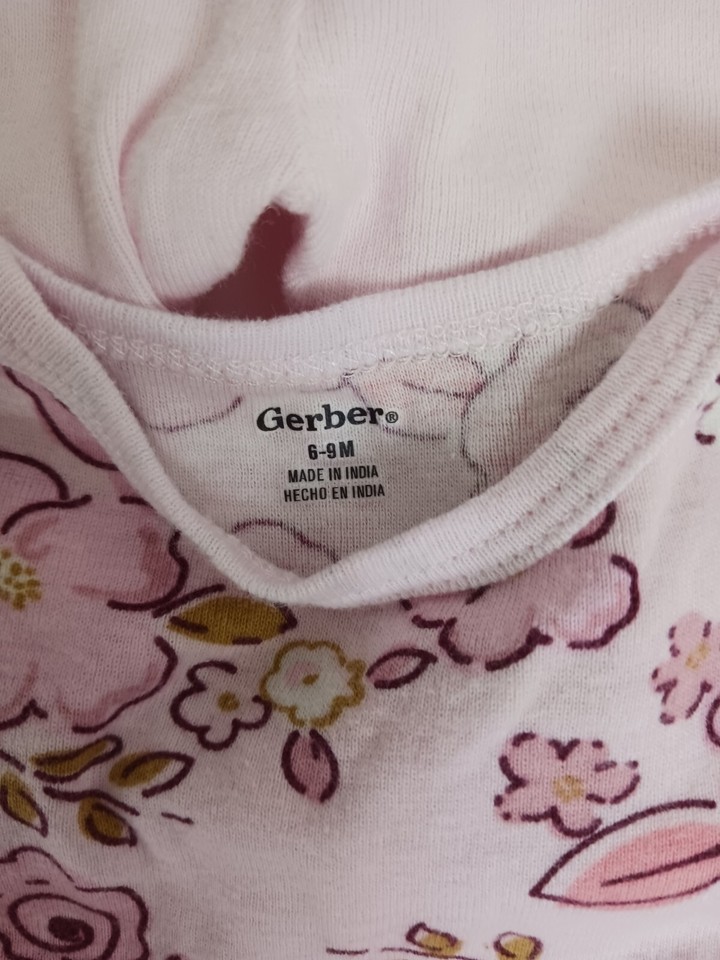 Gerber®
6-9M
MADE IN INDIA
HECHO EN INDIA